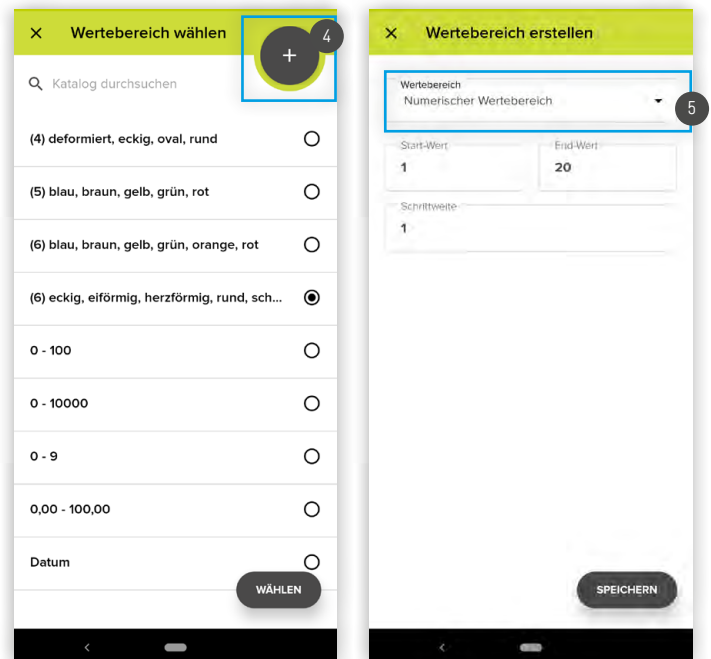 × Wertebereich wählen
+
4
Katalog durchsuchen
(4) deformiert, eckig, oval, rund
(5) blau, braun, gelb, grün, rot
(6) blau, braun, gelb, grün, orange, rot
(6) eckig, eiförmig, herzförmig, rund, sch...
0 - 100
0 - 10000
0 - 9
0,00 - 100,00
Datum
WÄHLEN
× Wertebereich erstellen
Wertebereich
Numerischer Wertebereich
5
Start-Wert End-Wert
1 20
Schrittweite
1
SPEICHERN